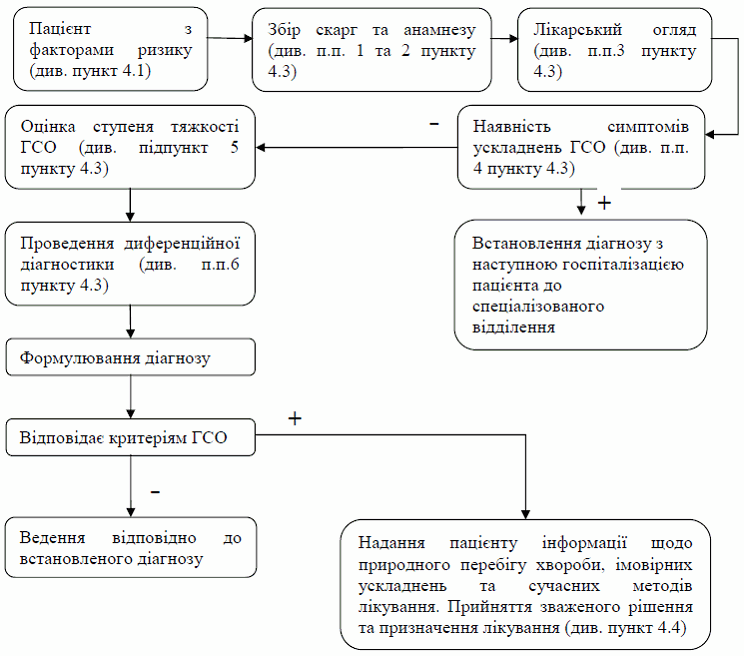 Пацієнт з
факторами ризику
(див. пункт 4.1)
Збір скарг та анамнезу
(див. п.п. 1 та 2 пункту
4.3)
Лікарський огляд
(див. п.п.3 пункту
4.3)
Оцінка ступеня тяжкості
ГСО (див. підпункт 5
пункту 4.3)
–
Наявність симптомів
ускладнень ГСО (див. п.п.
4 пункту 4.3)
+
Проведення диференційної
діагностики (див. п.п.6
пункту 4.3)
Встановлення діагнозу з
наступною госпіталізацією
пацієнта до
спеціалізованого
відділення
Формулювання діагнозу
Відповідає критеріям ГСО
+
–
Ведення відповідно до
встановленого діагнозу
Надання пацієнту інформації щодо
природного перебігу хвороби, імовірних
ускладнень та сучасних методів
лікування. Прийняття зваженого рішення
та призначення лікування (див. пункт 4.4)